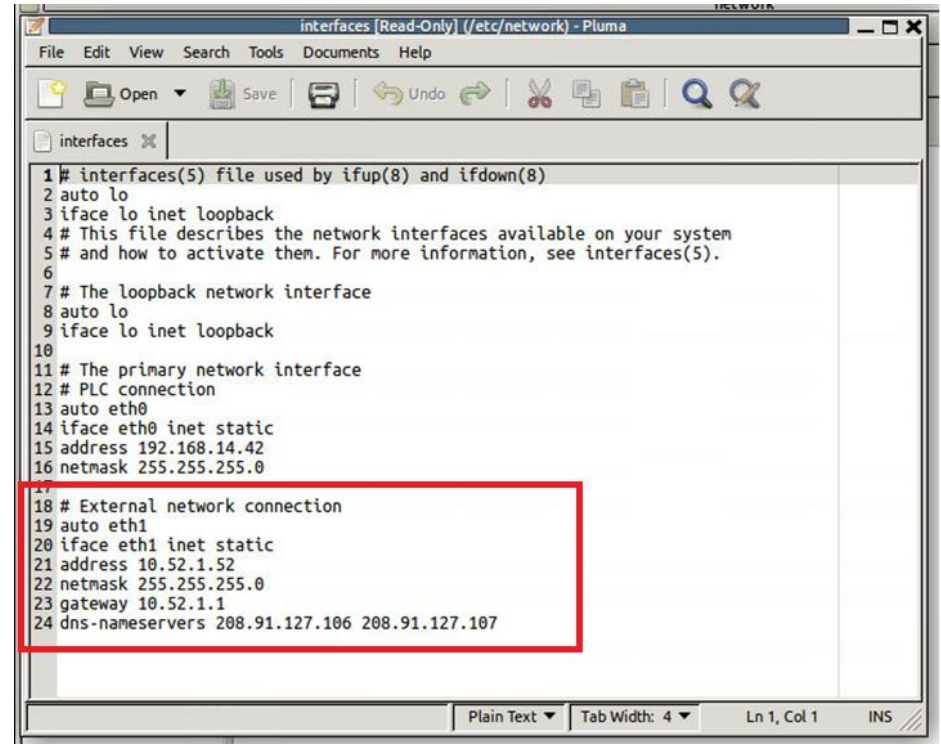 network
interfaces [Read-Only] (/etc/network) - Pluma
File Edit View Search Tools Documents Help
Open Save Undo
interfaces
1 # interfaces(5) file used by ifup(8) and ifdown(8)
2 auto lo
3 iface lo inet loopback
4 # This file describes the network interfaces available on your system
5 # and how to activate them. For more information, see interfaces(5).
6
7 # The loopback network interface
8 auto lo
9 iface lo inet loopback
10
11 # The primary network interface
12 # PLC connection
13 auto eth0
14 iface eth0 inet static
15 address 192.168.14.42
16 netmask 255.255.255.0
17
18 # External network connection
19 auto eth1
20 iface eth1 inet static
21 address 10.52.1.52
22 netmask 255.255.255.0
23 gateway 10.52.1.1
24 dns-nameservers 208.91.127.106 208.91.127.107
Plain Text Tab Width: 4 Ln 1, Col 1 INS